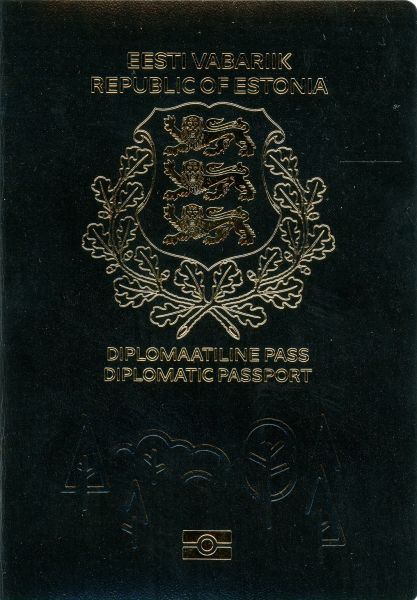 EESTI VABARIIK
REPUBLIC OF ESTONIA
DIPLOMAATILINE PASS
DIPLOMATIC PASSPORT